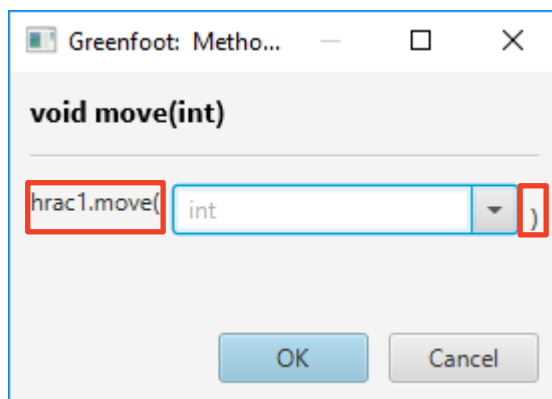 Greenfoot: Metho...
void move(int)
hrac1.move( int )
OK Cancel